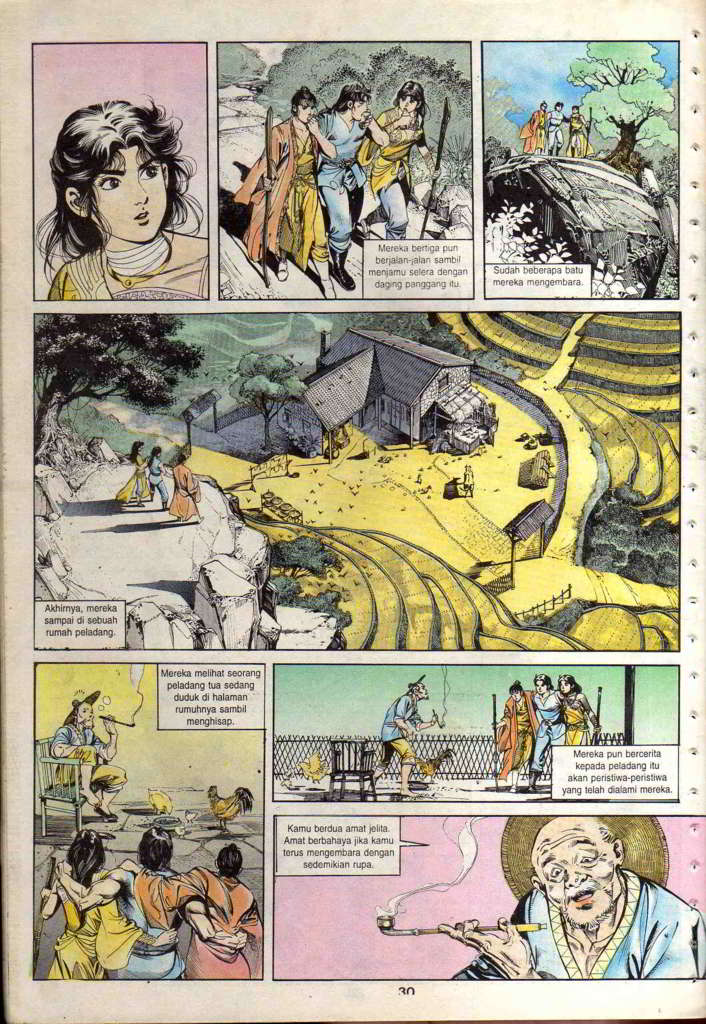 Mereka bertiga pun
berjalan-jalan sambil
menjamu selera dengan
daging panggang itu.
Sudah beberapa batu
mereka mengembara.
Akhirnya, mereka
sampai di sebuah
rumah peladang.
Mereka melihat seorang
peladang tua sedang
duduk di halaman
rumuhnya sambil
menghisap.
Mereka pun bercerita
kepada peladang itu
akan peristiwa-peristiwa
yang telah dialami mereka.
Kamu berdua amat jelita.
Amat berbahaya jika kamu
terus mengembara dengan
sedemikian rupa.
30